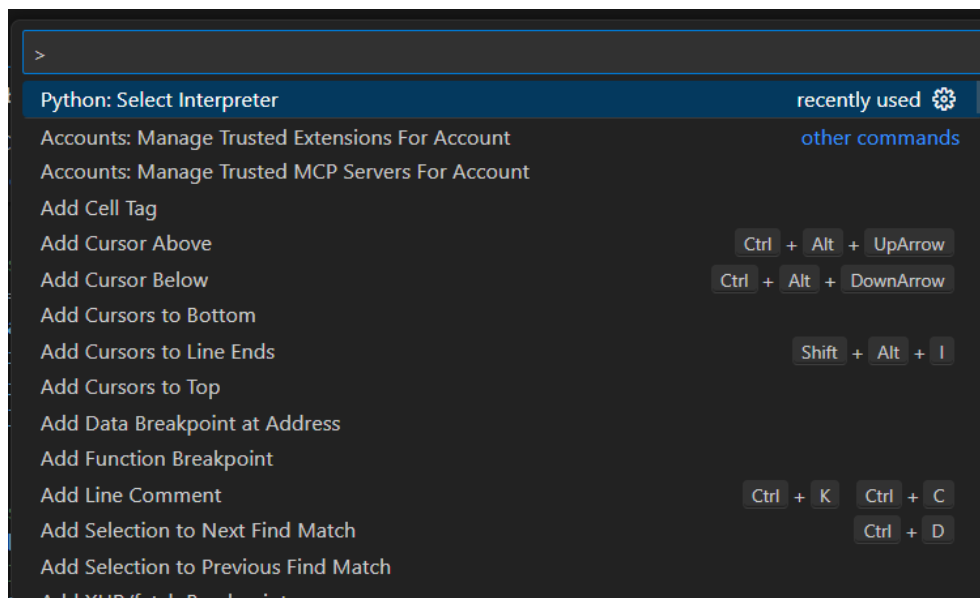 >
Python: Select Interpreter recently used
Accounts: Manage Trusted Extensions For Account other commands
Accounts: Manage Trusted MCP Servers For Account
Add Cell Tag
Add Cursor Above Ctrl + Alt + UpArrow
Add Cursor Below Ctrl + Alt + DownArrow
Add Cursors to Bottom
Add Cursors to Line Ends Shift + Alt + I
Add Cursors to Top
Add Data Breakpoint at Address
Add Function Breakpoint
Add Line Comment Ctrl + K Ctrl + C
Add Selection to Next Find Match Ctrl + D
Add Selection to Previous Find Match